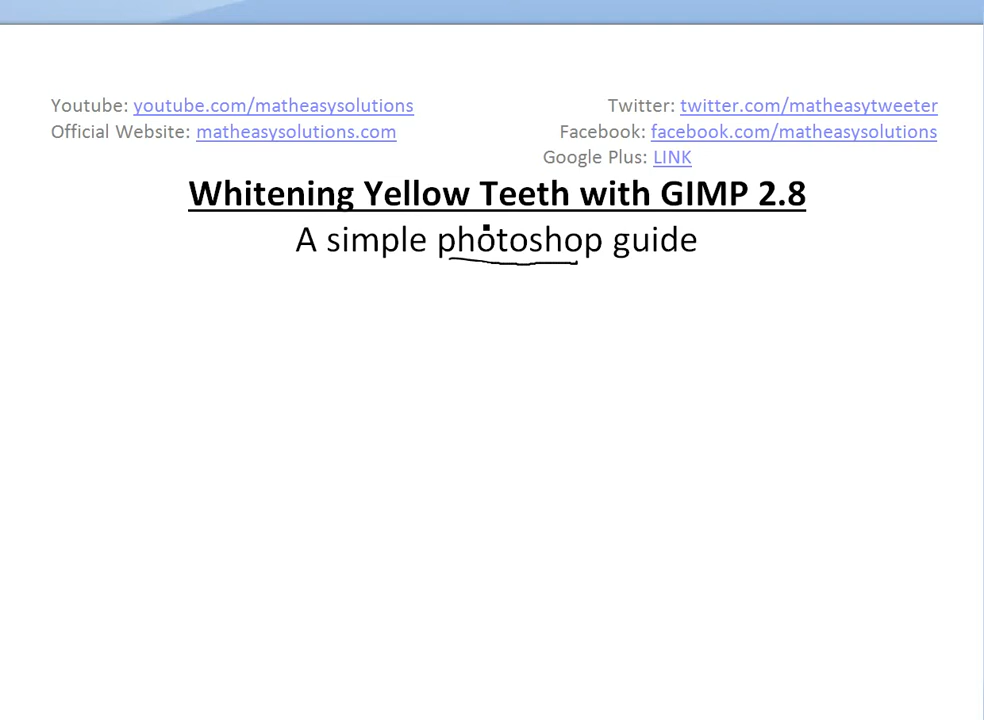 Youtube: youtube.com/matheasysolutions
Official Website: matheasysolutions.com
Twitter: twitter.com/matheasytweeter
Facebook: facebook.com/matheasysolutions
Google Plus: LINK
Whitening Yellow Teeth with GIMP 2.8
A simple photoshop guide